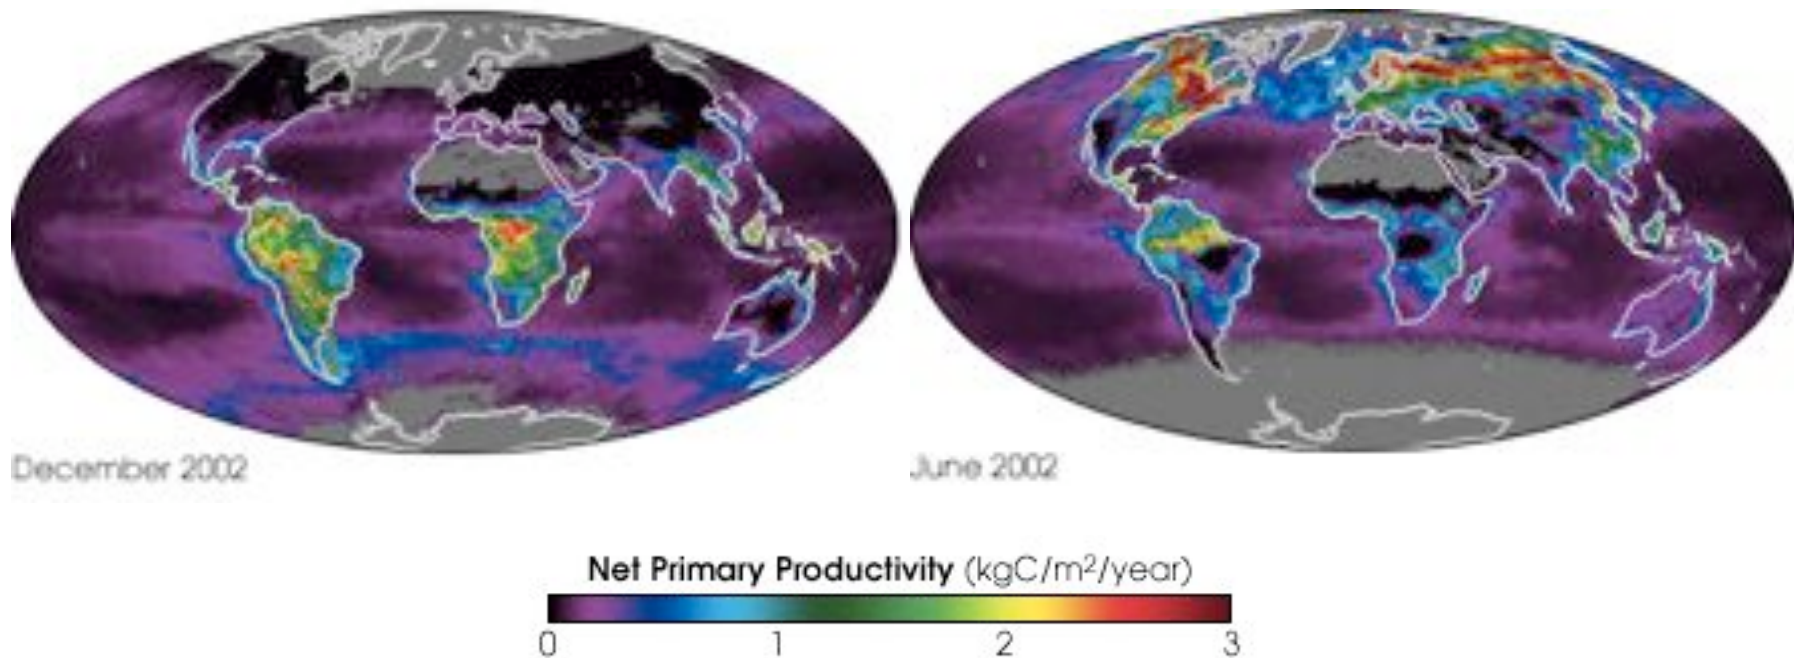 December 2002
June 2002
Net Primary Productivity (kgC/m²/year)
0 1 2 3